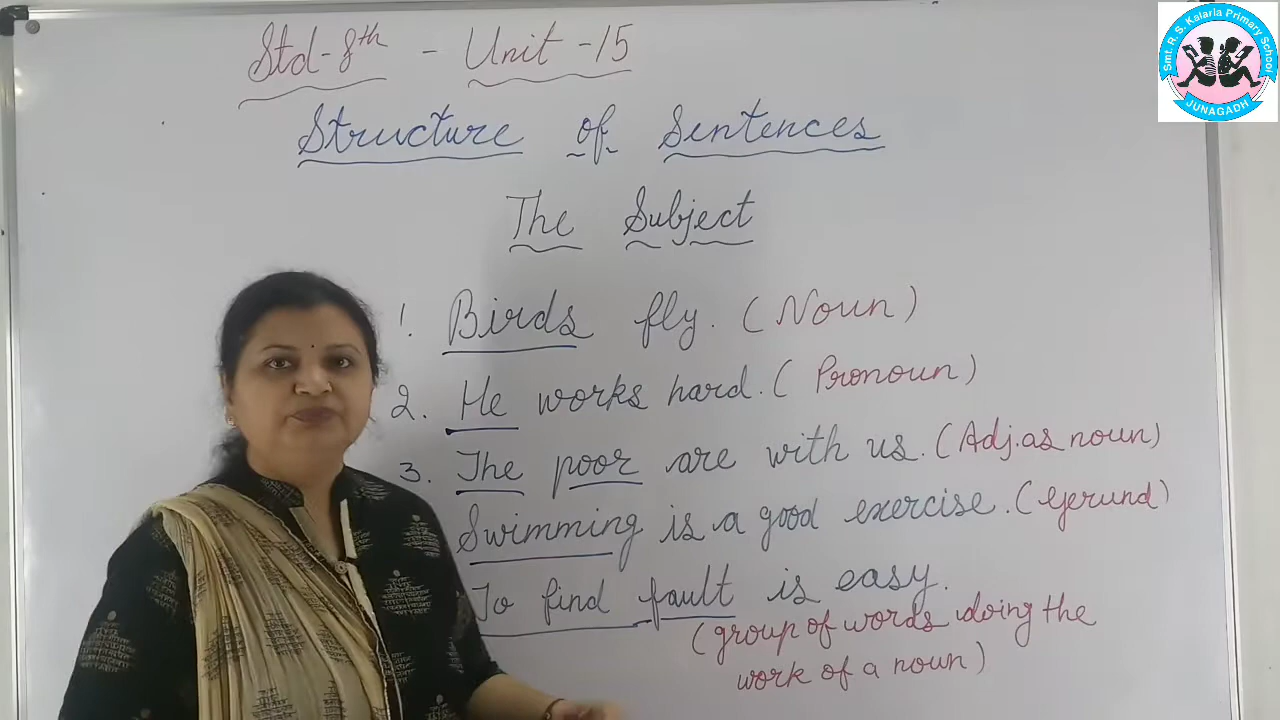 Std-8th - Unit-15
Structure of Sentences
The Subject
1. Birds fly. (Noun)
2. He works hard. (Pronoun)
3. The poor are with us. (Adj. as noun)
Swimming is a good exercise. (Gerund)
To find fault is easy.
(group of words doing the
work of a noun)
Smt. R. S. Kalaria Primary School
JUNAGADH